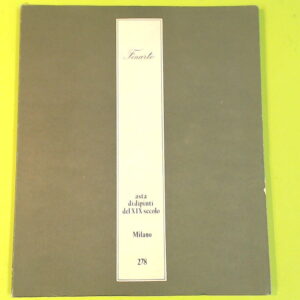 Finarte
asta
di dipinti
del XIX secolo
Milano
278